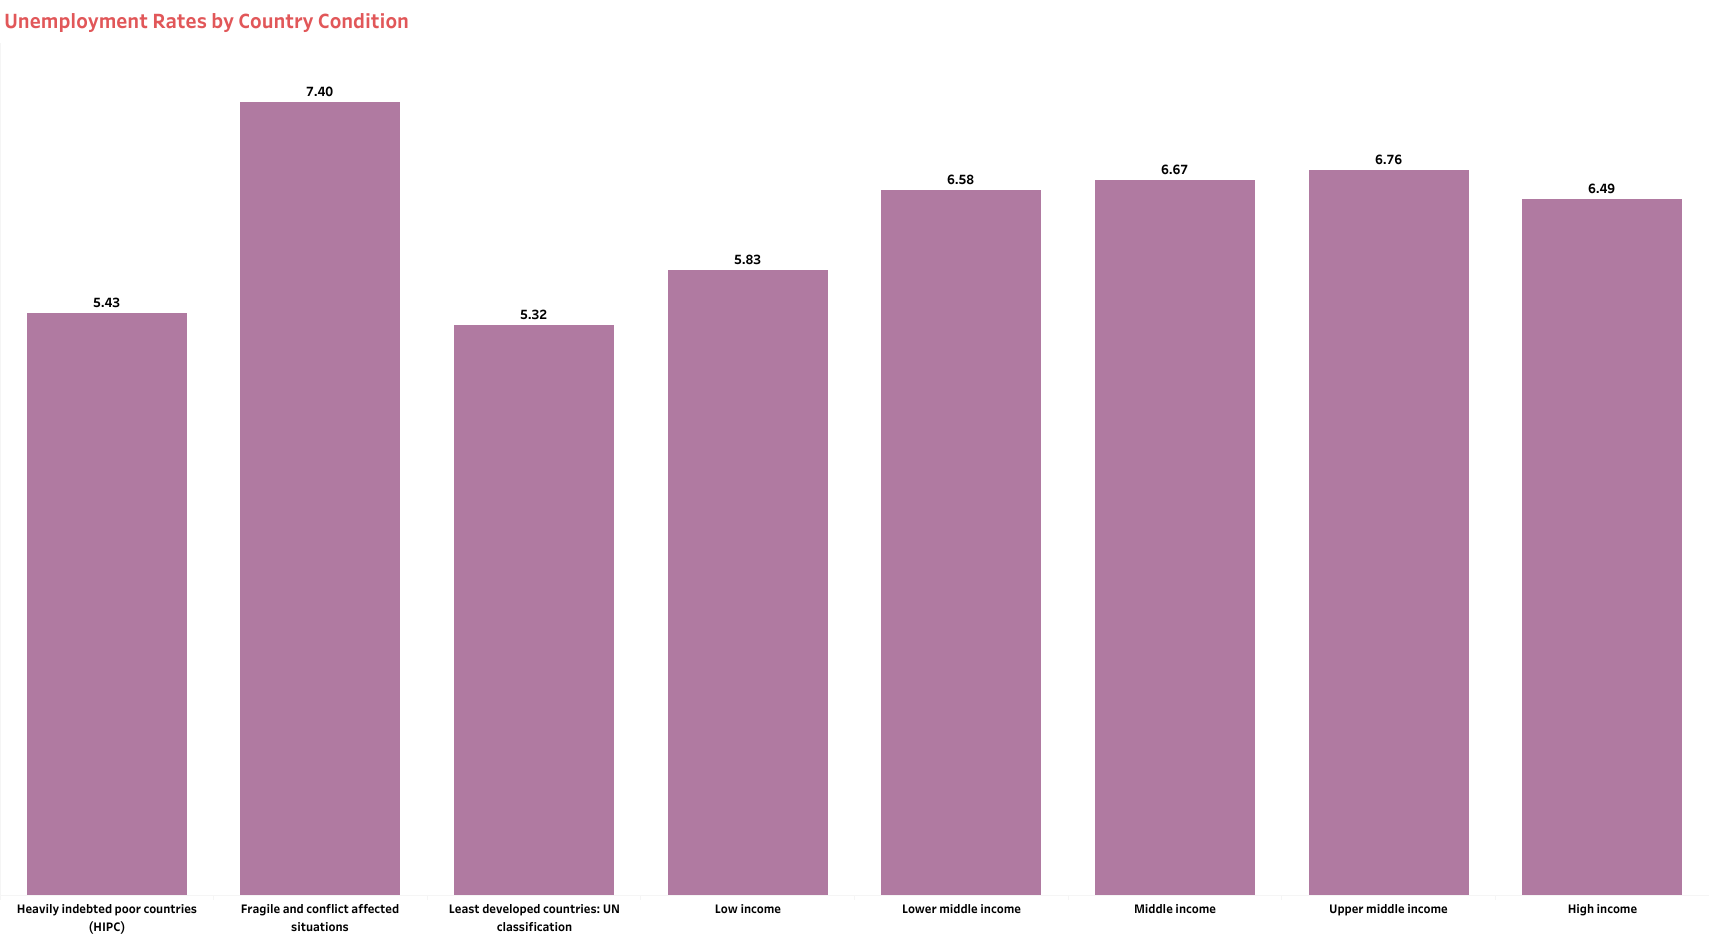 Unemployment Rates by Country Condition
7.40
6.76
6.67
6.58
6.49
5.83
5.43
5.32
Heavily indebted poor countries
(HIPC)
Fragile and conflict affected
situations
Least developed countries: UN
classification
Low income
Lower middle income
Middle income
Upper middle income
High income